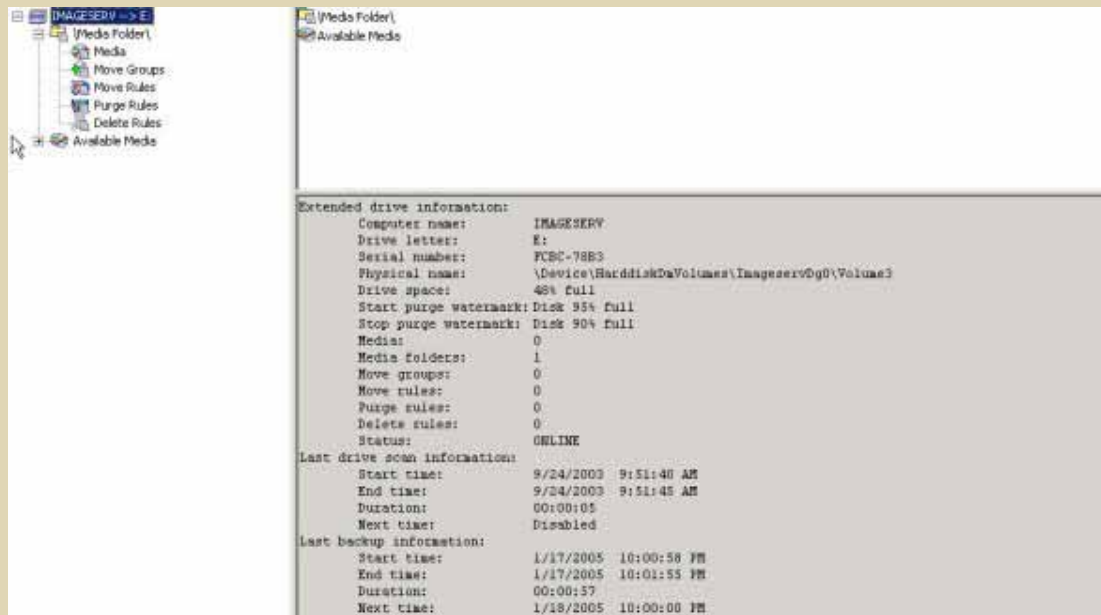 IMAGESERV --> E:
\Media Folder\
Media
Move Groups
Move Rules
Purge Rules
Delete Rules
Available Media
\Media Folder\
Available Media
Extended drive information:
Computer name: IMAGESERV
Drive letter: E:
Serial number: FCBC-78B3
Physical name: \Device\HarddiskDmVolumes\ImageservDg0\Volume3
Drive space: 48% full
Start purge watermark: Disk 95% full
Stop purge watermark: Disk 90% full
Media: 0
Media folders: 1
Move groups: 0
Move rules: 0
Purge rules: 0
Delete rules: 0
Status: ONLINE
Last drive scan information:
Start time: 9/24/2003 9:51:40 AM
End time: 9/24/2003 9:51:45 AM
Duration: 00:00:05
Next time: Disabled
Last backup information:
Start time: 1/17/2005 10:00:58 PM
End time: 1/17/2005 10:01:55 PM
Duration: 00:00:57
Next time: 1/18/2005 10:00:00 PM